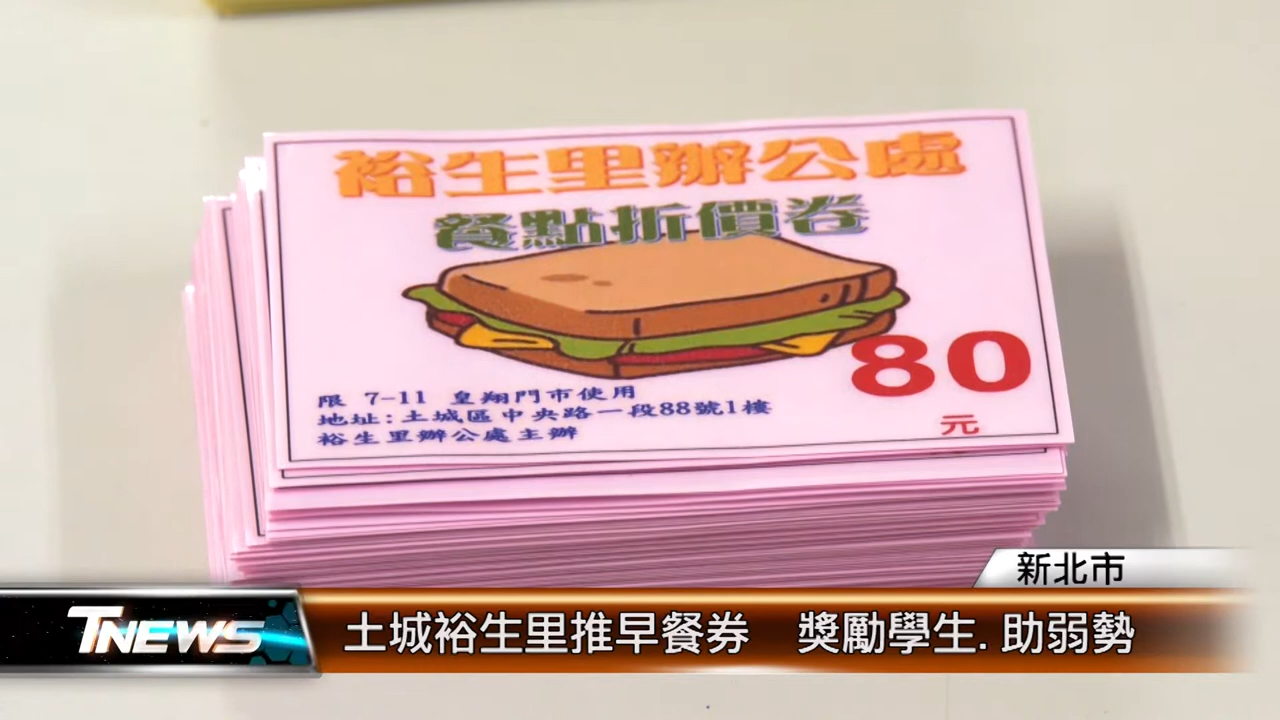 裕生里辦公處
餐點折價卷
80
元
限 7-11 皇翔門市使用
地址:土城區中央路一段88號1樓
裕生里辦公處主辦
新北市
TNEWS
土城裕生里推早餐券 獎勵學生.助弱勢